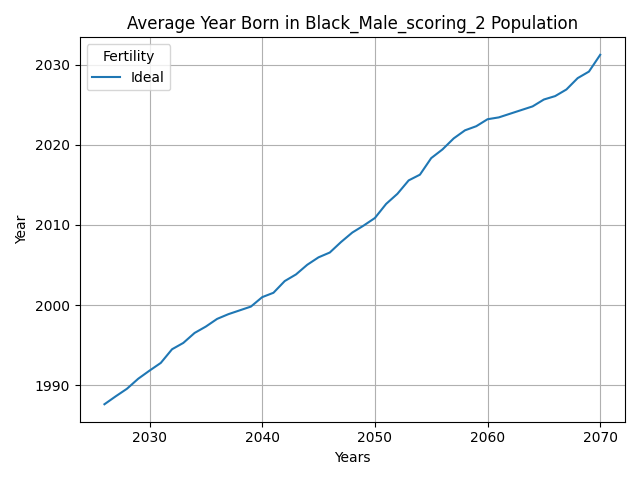 Average Year Born in Black_Male_scoring_2 Population
Fertility
Ideal
2030
2020
2010
2000
1990
Year
2030 2040 2050 2060 2070
Years